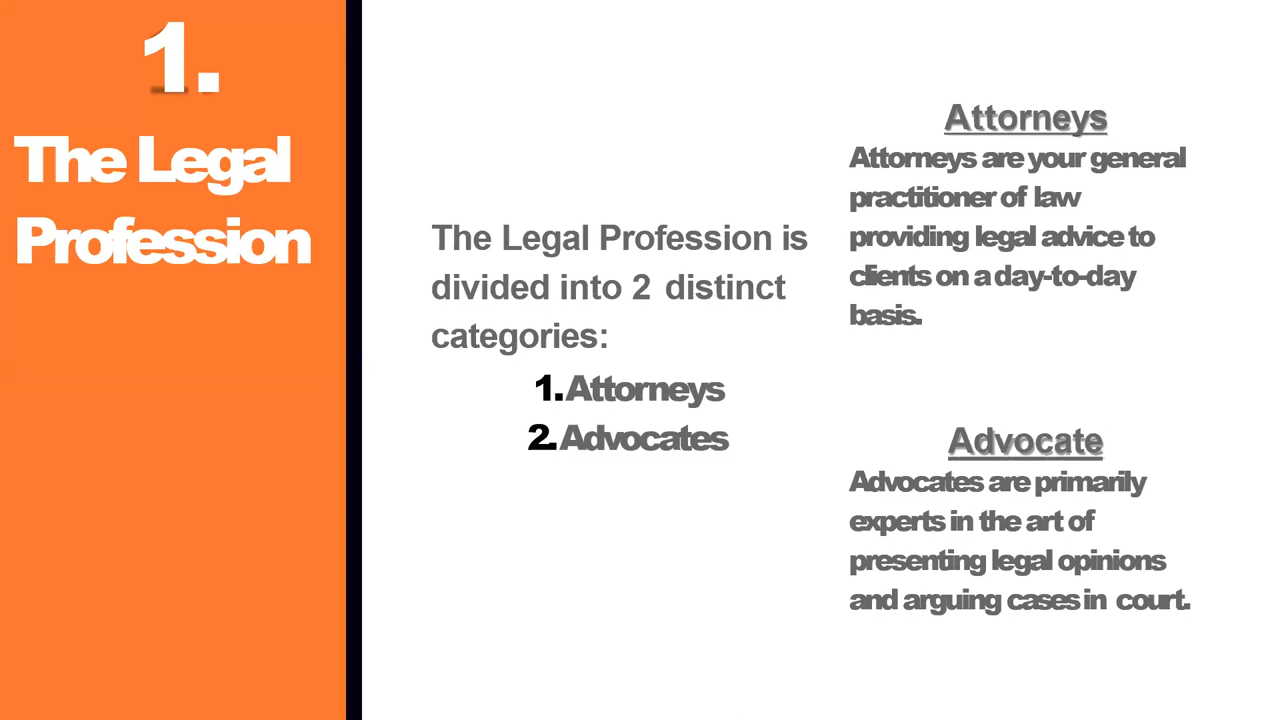 1.
The Legal
Profession
The Legal Profession is
divided into 2 distinct
categories:
1. Attorneys
2. Advocates
Attorneys
Attorneys are your general
practitioner of law
providing legal advice to
clients on a day-to-day
basis.
Advocate
Advocates are primarily
experts in the art of
presenting legal opinions
and arguing cases in court.